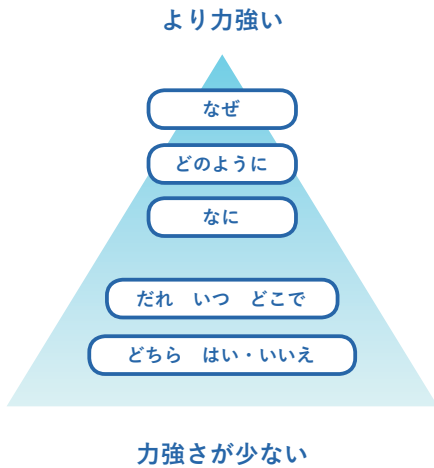 より力強い
なぜ
どのように
なに
だれ　いつ　どこで
どちら　はい・いいえ
力強さが少ない